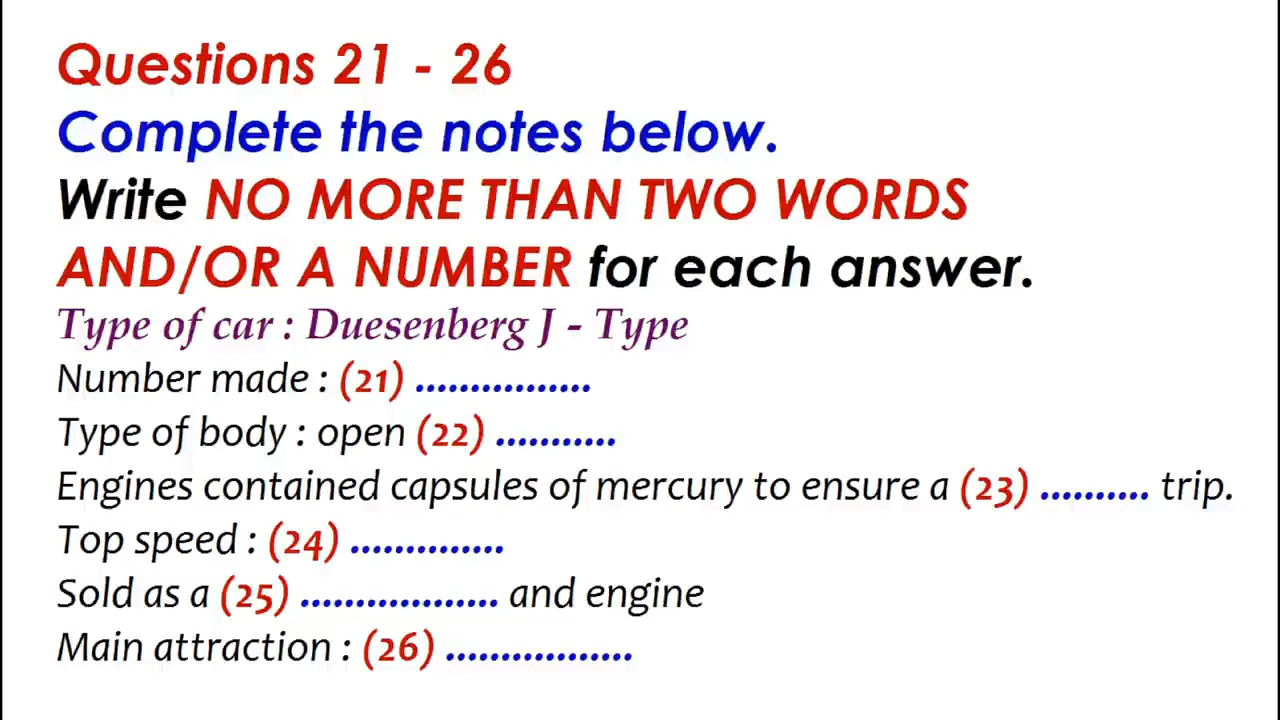 Questions 21 - 26
Complete the notes below.
Write NO MORE THAN TWO WORDS
AND/OR A NUMBER for each answer.
Type of car : Duesenberg J - Type
Number made : (21) ................
Type of body : open (22) ...........
Engines contained capsules of mercury to ensure a (23) .......... trip.
Top speed : (24) ..............
Sold as a (25) .................. and engine
Main attraction : (26) .................